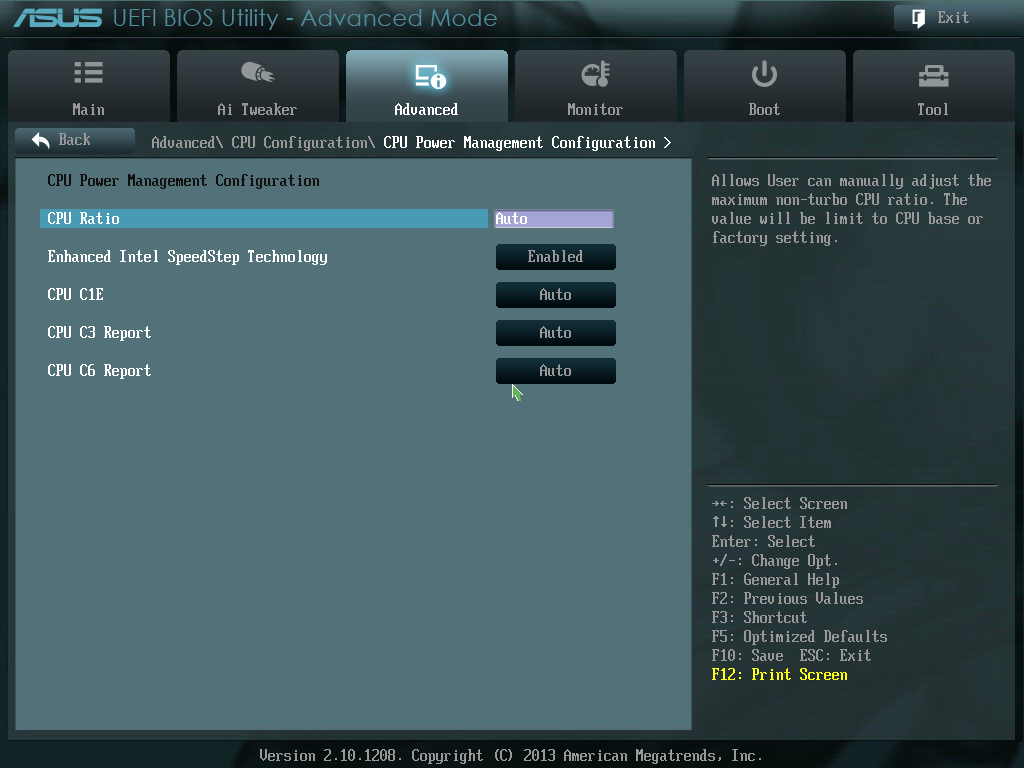 ASUS UEFI BIOS Utility - Advanced Mode
Exit
Main
Ai Tweaker
Advanced
Monitor
Boot
Tool
Back
Advanced\ CPU Configuration\ CPU Power Management Configuration >
CPU Power Management Configuration
CPU Ratio Auto
Enhanced Intel SpeedStep Technology Enabled
CPU C1E Auto
CPU C3 Report Auto
CPU C6 Report Auto
Allows User can manually adjust the
maximum non-turbo CPU ratio. The
value will be limit to CPU base or
factory setting.
→←: Select Screen
↑↓: Select Item
Enter: Select
+/-: Change Opt.
F1: General Help
F2: Previous Values
F3: Shortcut
F5: Optimized Defaults
F10: Save ESC: Exit
F12: Print Screen
Version 2.10.1208. Copyright (C) 2013 American Megatrends, Inc.